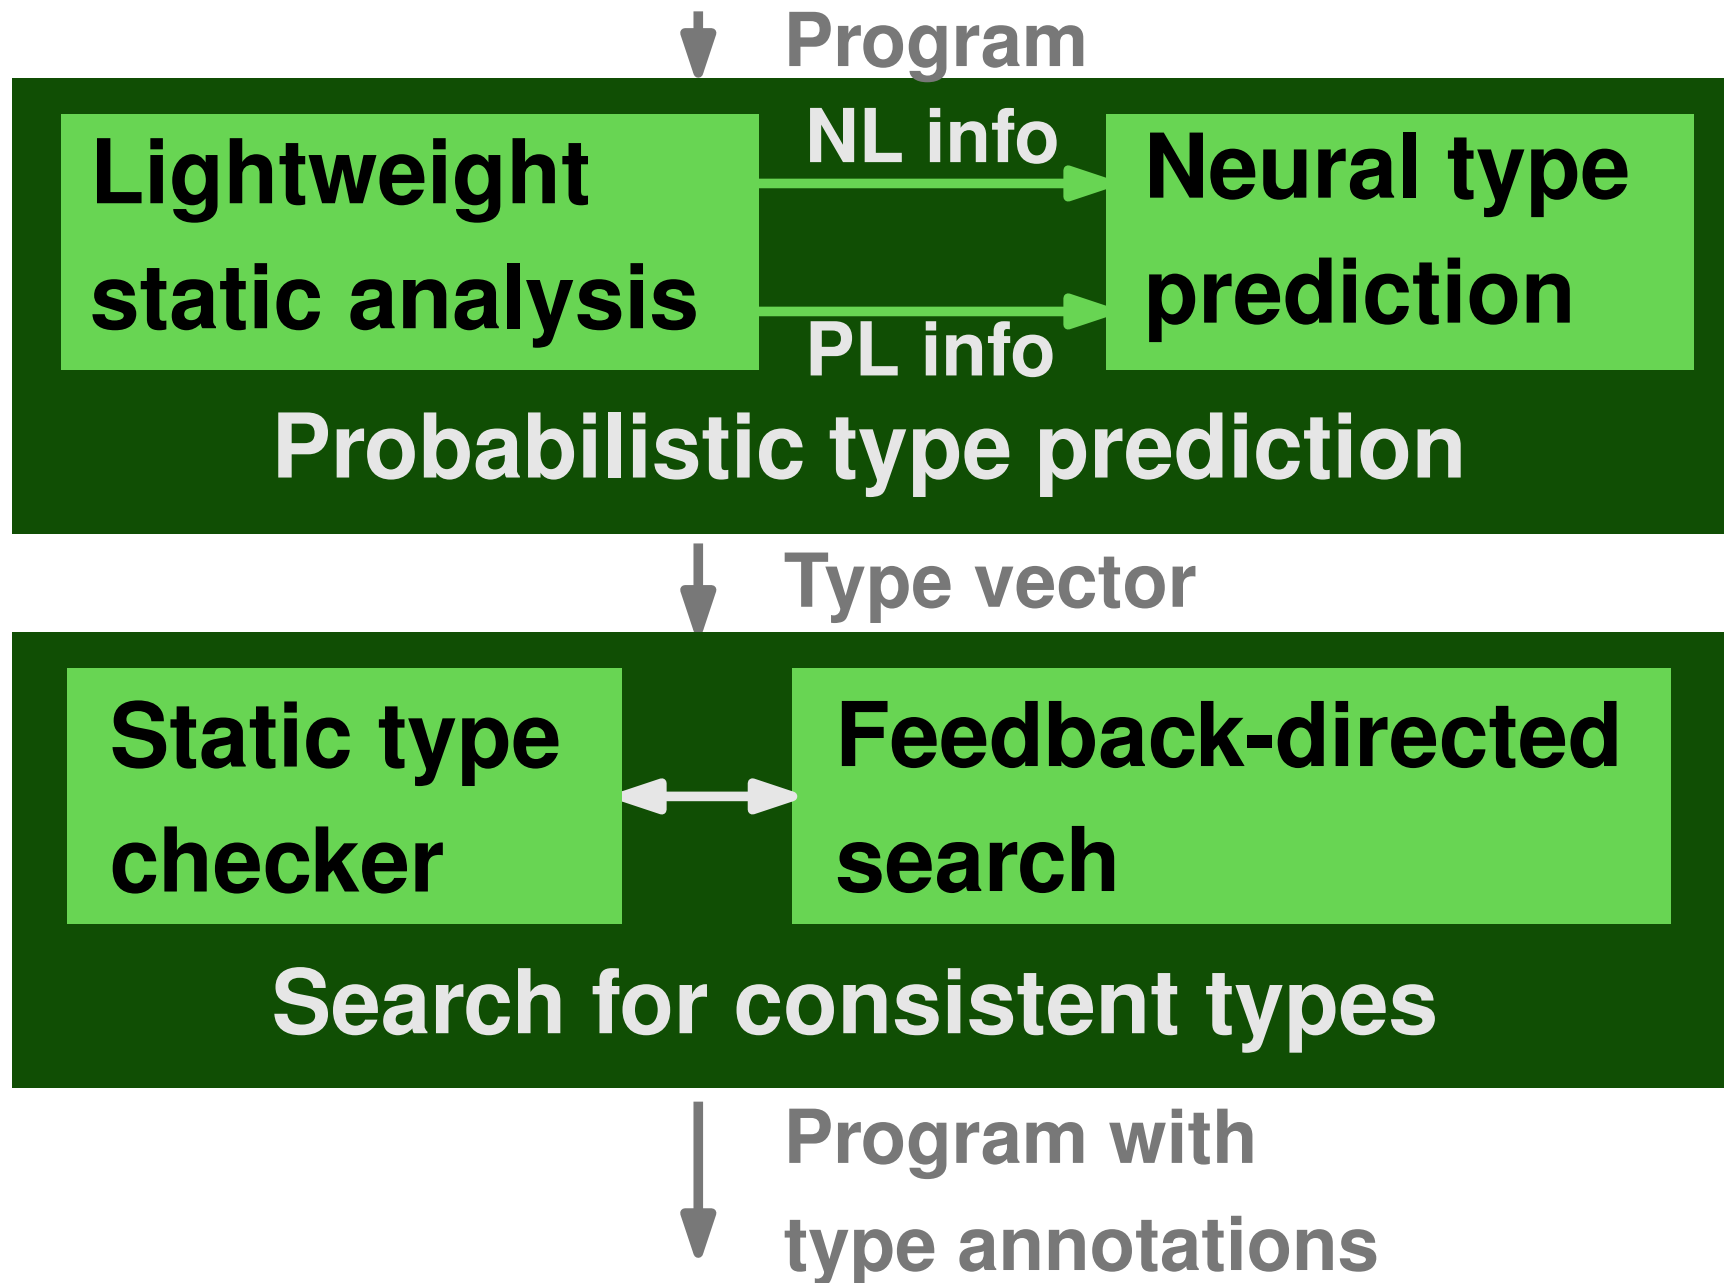 Program
Lightweight
static analysis
NL info
PL info
Neural type
prediction
Probabilistic type prediction
Type vector
Static type
checker
Feedback-directed
search
Search for consistent types
Program with
type annotations